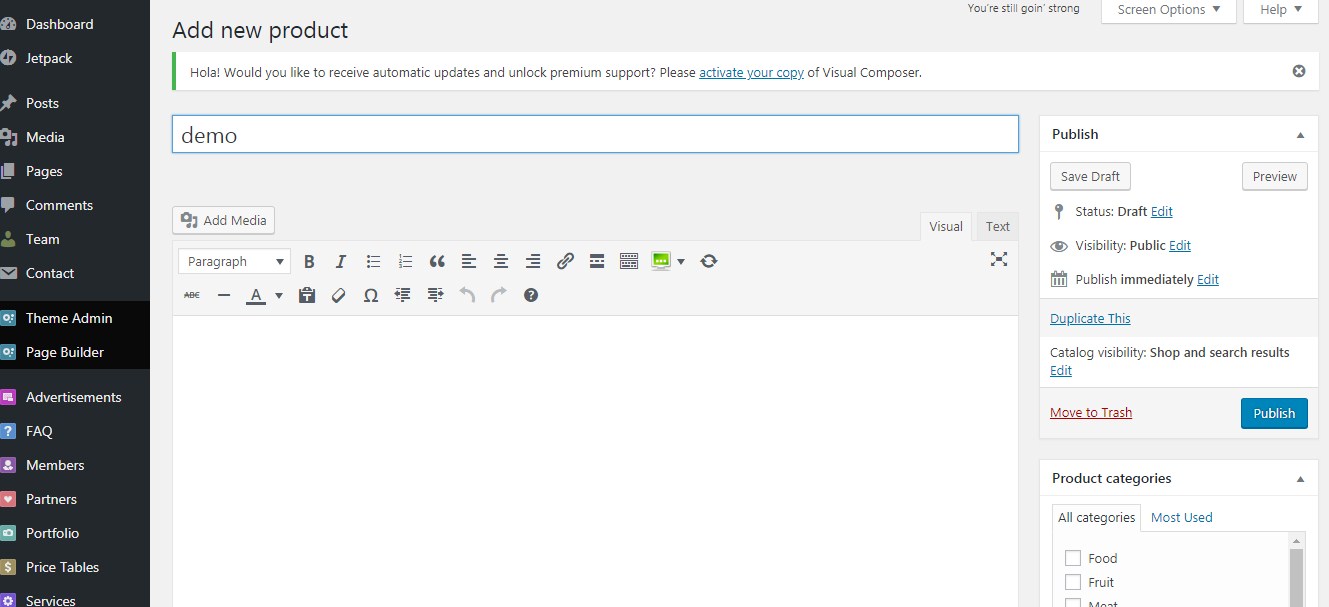 Dashboard
Jetpack
Posts
Media
Pages
Comments
Team
Contact
Theme Admin
Page Builder
Advertisements
FAQ
Members
Partners
Portfolio
Price Tables
Services
You're still goin' strong
Screen Options
Help
Add new product
Hola! Would you like to receive automatic updates and unlock premium support? Please activate your copy of Visual Composer.
demo
Add Media
Visual
Text
Paragraph
B
I
ABC
A
Publish
Save Draft
Preview
Status: Draft Edit
Visibility: Public Edit
Publish immediately Edit
Duplicate This
Catalog visibility: Shop and search results
Edit
Move to Trash
Publish
Product categories
All categories
Most Used
Food
Fruit
Meat